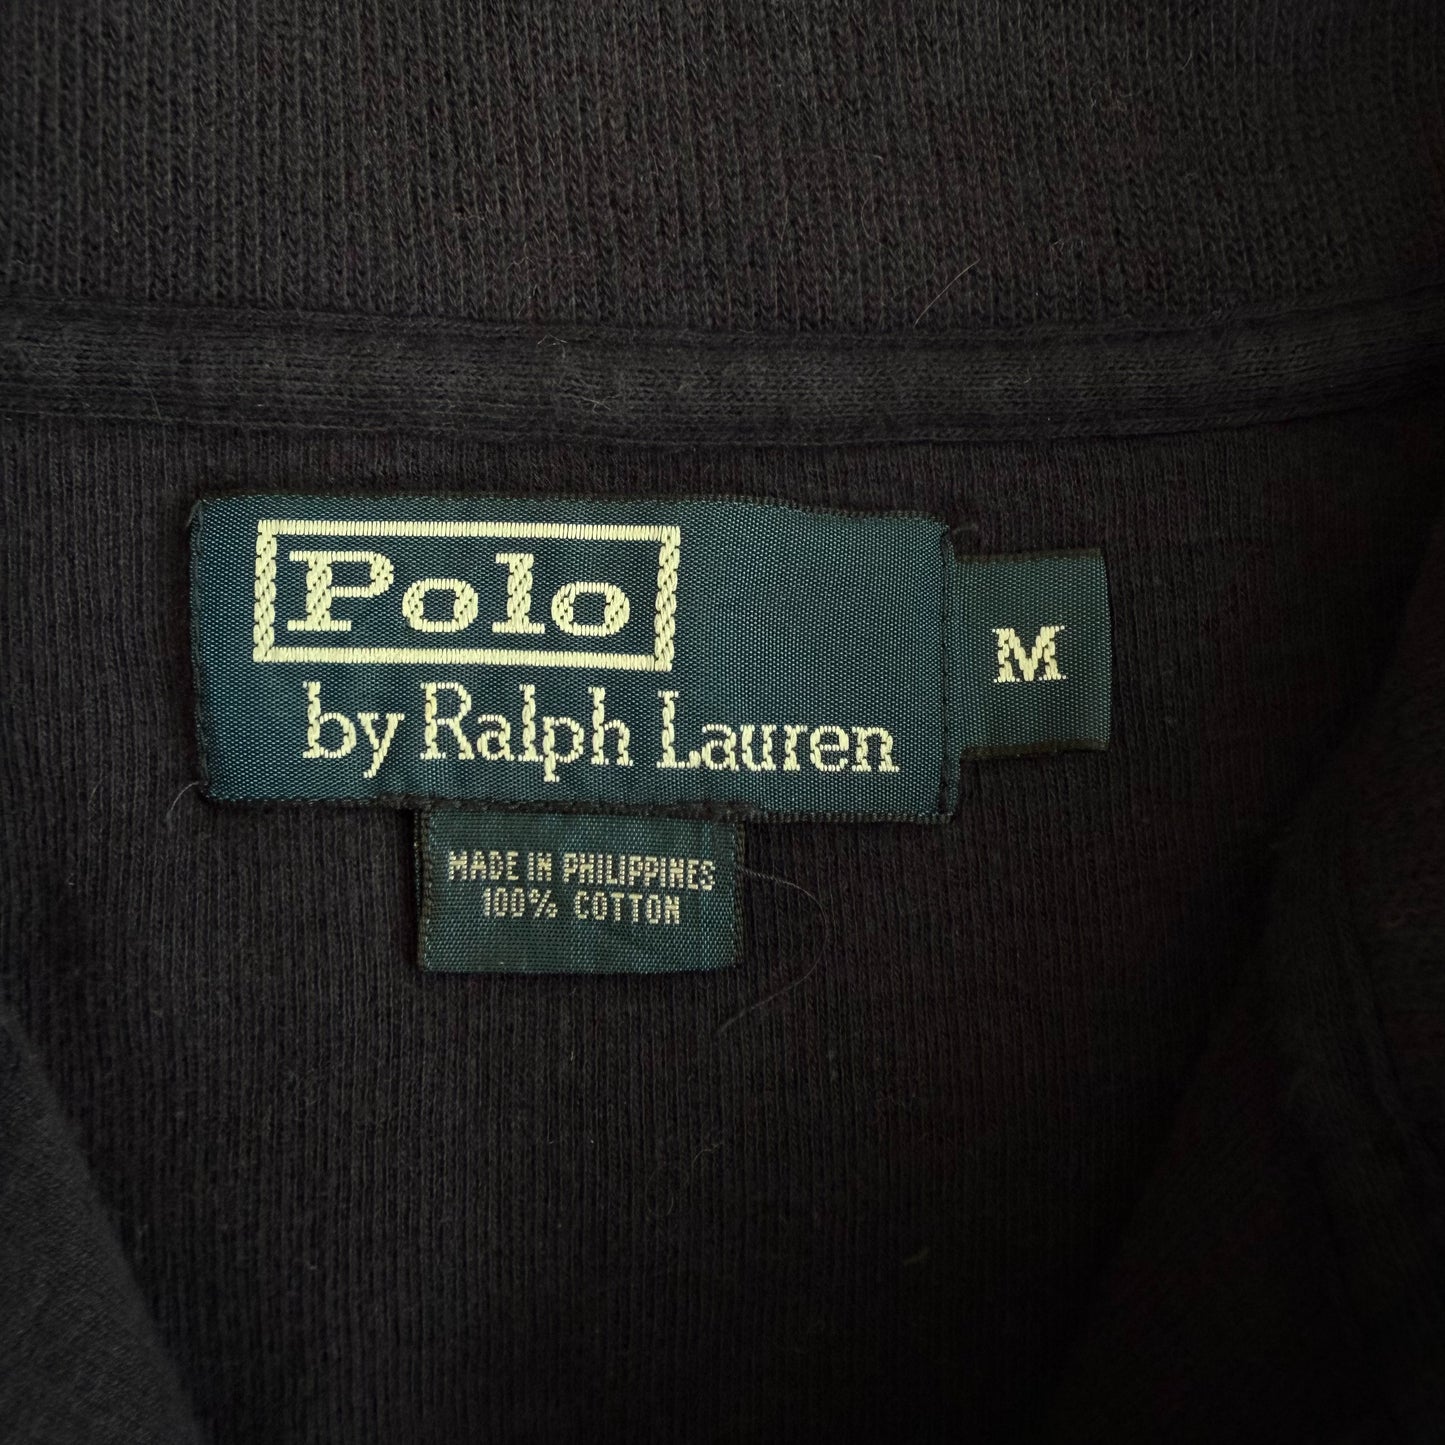 Polo
by Ralph Lauren
M
MADE IN PHILIPPINES
100% COTTON